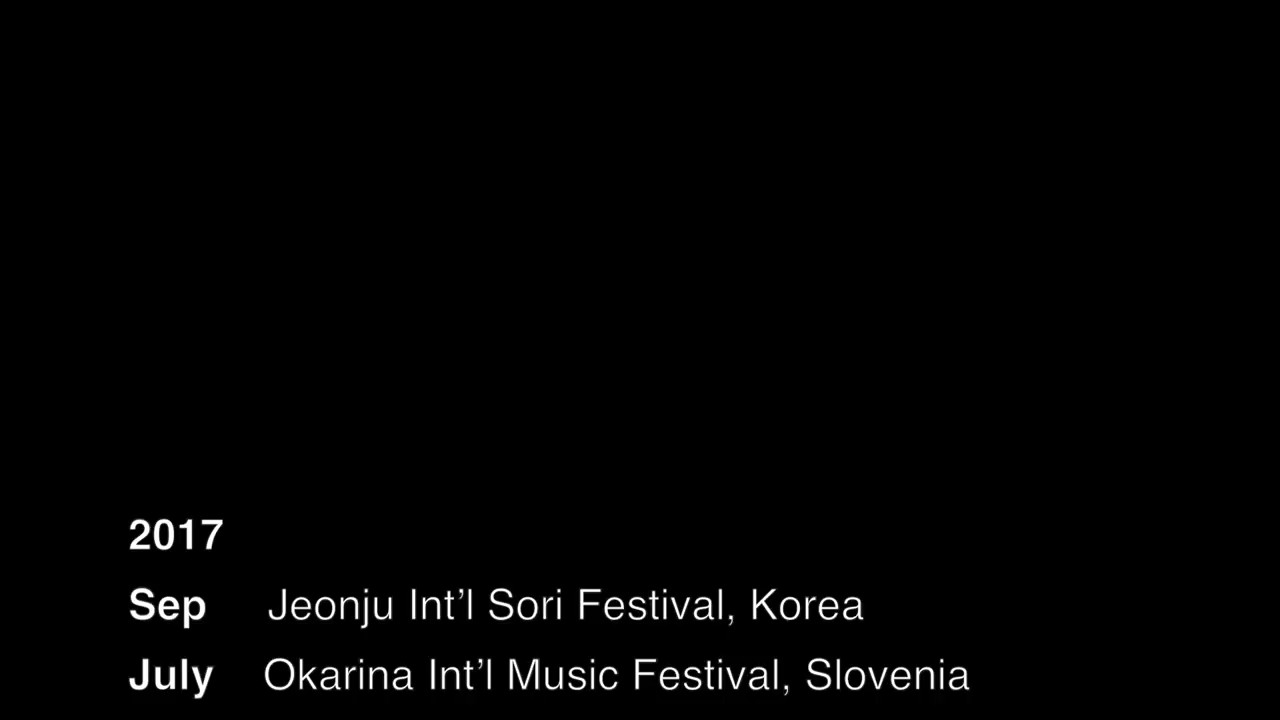 2017
Sep Jeonju Int’l Sori Festival, Korea
July Okarina Int’l Music Festival, Slovenia